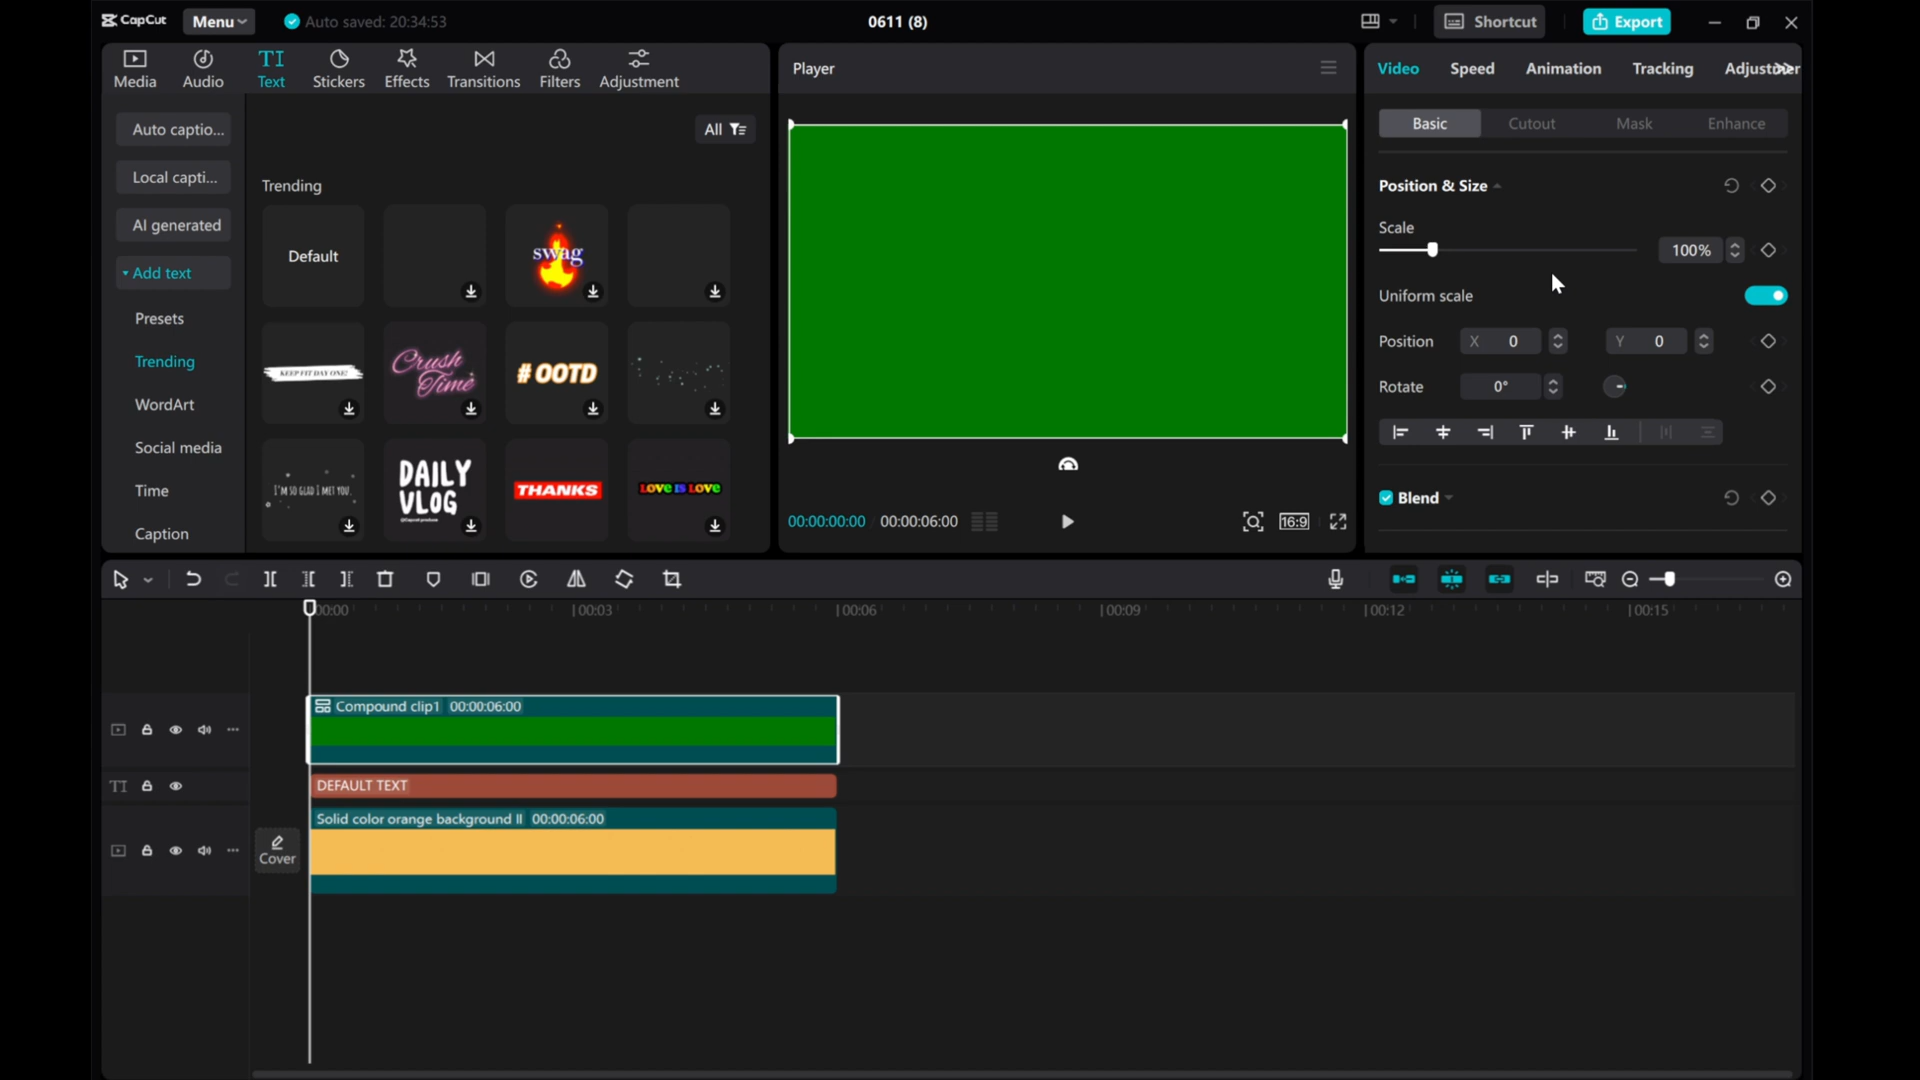 CapCut
Menu
Auto saved: 20:34:53
0611 (8)
Shortcut
Export
Media
Audio
TI
Text
Stickers
Effects
Transitions
Filters
Adjustment
Player
Video
Speed
Animation
Tracking
Adjustmer
Auto captio...
Local capti...
AI generated
Add text
Presets
Trending
WordArt
Social media
Time
Caption
All
Trending
Default
swag
KEEP FIT DAY ONE!
Crush
Time
# OOTD
I'M SO GLAD I MET YOU.
DAILY
VLOG
THANKS
LOVE IS LOVE
00:00:00:00
00:00:06:00
16:9
Basic
Cutout
Mask
Enhance
Position & Size
Scale
100%
Uniform scale
Position
X 0
Y 0
Rotate
0°
Blend
00:00
00:03
00:06
00:09
00:12
00:15
Compound clip1 00:00:06:00
TI
DEFAULT TEXT
Solid color orange background II 00:00:06:00
Cover